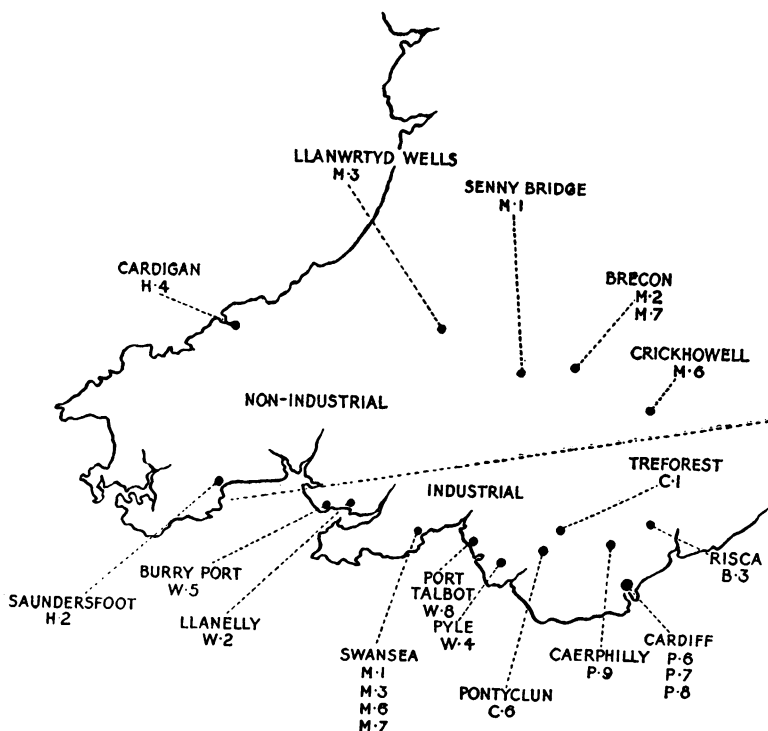 LLANWRTYD WELLS
M·3
SENNY BRIDGE
M·1
CARDIGAN
H·4
BRECON
M·2
M·7
CRICKHOWELL
M·6
NON-INDUSTRIAL
TREFOREST
C·1
INDUSTRIAL
RISCA
B·3
BURRY PORT
W·5
PORT
TALBOT
W·8
SAUNDERSFOOT
H·2
LLANELLY
W·2
PYLE
W·4
SWANSEA
M·1
M·3
M·6
M·7
PONTYCLUN
C·6
CAERPHILLY
P·9
CARDIFF
P·6
P·7
P·8